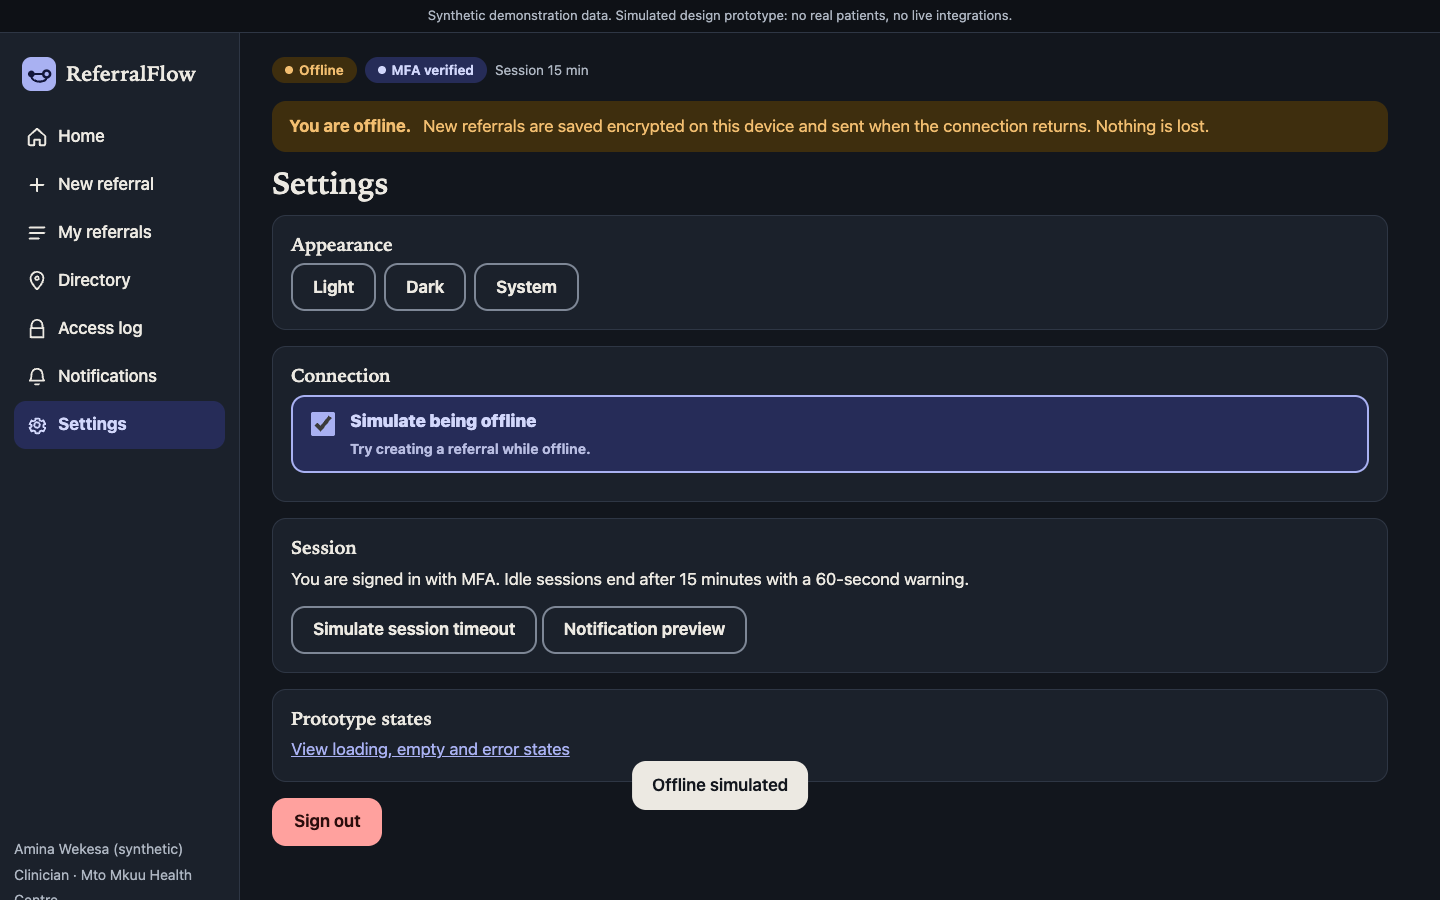 Synthetic demonstration data. Simulated design prototype: no real patients, no live integrations.
ReferralFlow
Home
New referral
My referrals
Directory
Access log
Notifications
Settings
Amina Wekesa (synthetic)
Clinician · Mto Mkuu Health
Centre
Offline
MFA verified
Session 15 min
You are offline. New referrals are saved encrypted on this device and sent when the connection returns. Nothing is lost.
Settings
Appearance
Light
Dark
System
Connection
Simulate being offline
Try creating a referral while offline.
Session
You are signed in with MFA. Idle sessions end after 15 minutes with a 60-second warning.
Simulate session timeout
Notification preview
Prototype states
View loading, empty and error states
Offline simulated
Sign out